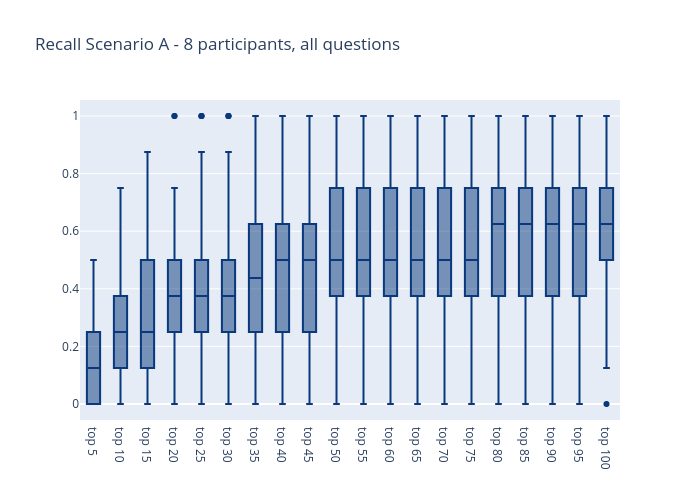 Recall Scenario A - 8 participants, all questions
1
0.8
0.6
0.4
0.2
0
top 5
top 10
top 15
top 20
top 25
top 30
top 35
top 40
top 45
top 50
top 55
top 60
top 65
top 70
top 75
top 80
top 85
top 90
top 95
top 100